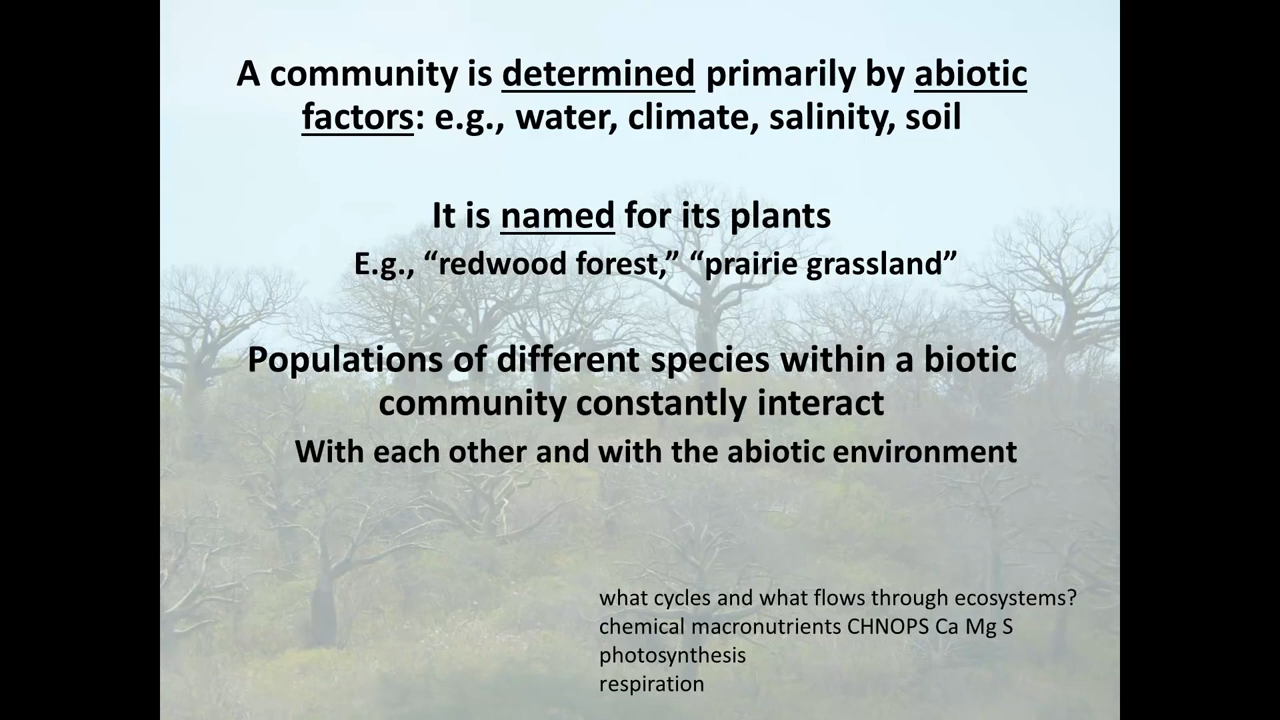 A community is determined primarily by abiotic
factors: e.g., water, climate, salinity, soil
It is named for its plants
E.g., “redwood forest,” “prairie grassland”
Populations of different species within a biotic
community constantly interact
With each other and with the abiotic environment
what cycles and what flows through ecosystems?
chemical macronutrients CHNOPS Ca Mg S
photosynthesis
respiration